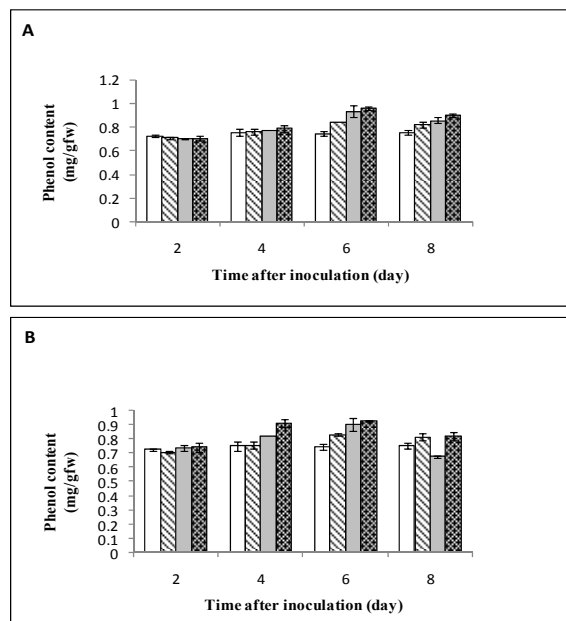 A
Phenol content
(mg/gfw)
1.2
1
0.8
0.6
0.4
0.2
0
2 4 6 8
Time after inoculation (day)
B
Phenol content
(mg/gfw)
1
0.9
0.8
0.7
0.6
0.5
0.4
0.3
0.2
0.1
0
2 4 6 8
Time after inoculation (day)